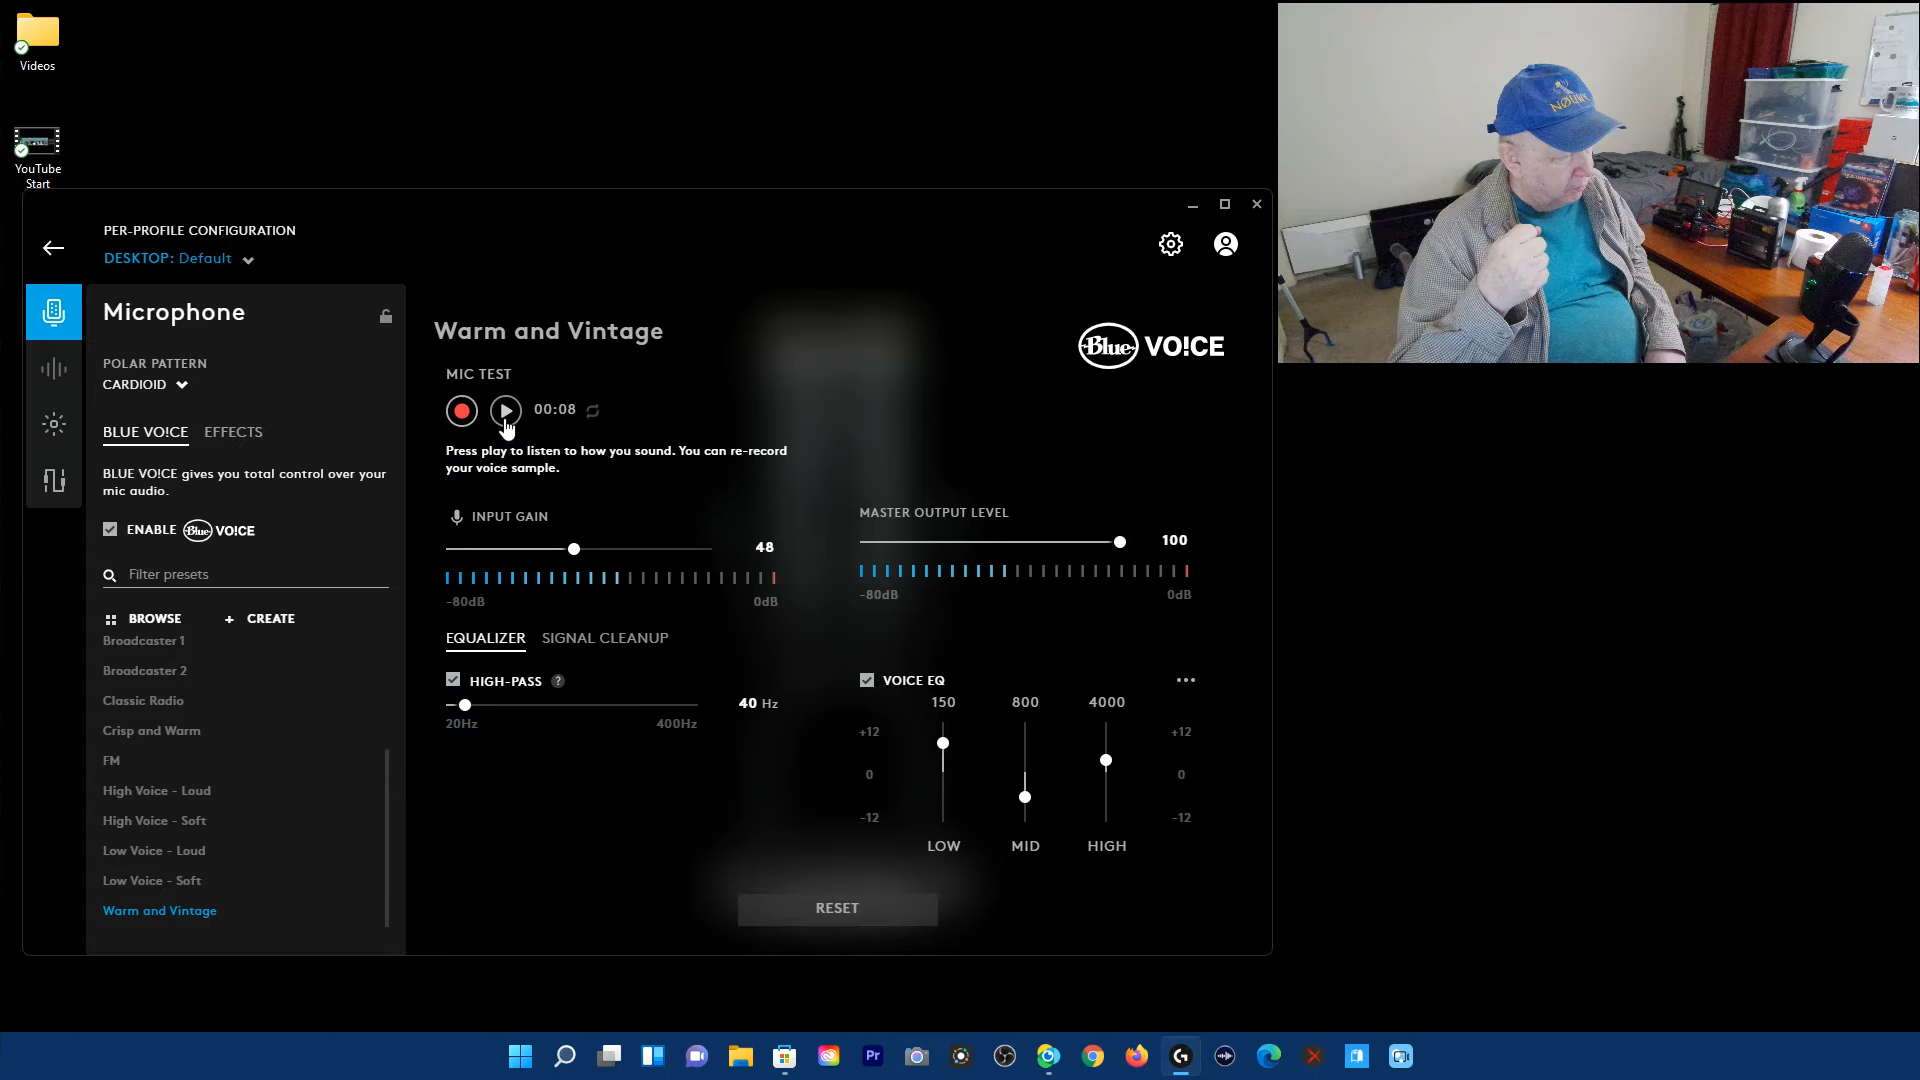 Videos
YouTube
Start
PER-PROFILE CONFIGURATION
DESKTOP: Default
Microphone
POLAR PATTERN
CARDIOID
BLUE VO!CE EFFECTS
BLUE VO!CE gives you total control over your
mic audio.
ENABLE Blue VO!CE
Filter presets
BROWSE + CREATE
Broadcaster 1
Broadcaster 2
Classic Radio
Crisp and Warm
FM
High Voice - Loud
High Voice - Soft
Low Voice - Loud
Low Voice - Soft
Warm and Vintage
Warm and Vintage
Blue VO!CE
MIC TEST
00:08
Press play to listen to how you sound. You can re-record
your voice sample.
INPUT GAIN
48
-80dB 0dB
MASTER OUTPUT LEVEL
100
-80dB 0dB
EQUALIZER SIGNAL CLEANUP
HIGH-PASS ?
40 Hz
20Hz 400Hz
VOICE EQ
150 800 4000
+12 +12
0 0
-12 -12
LOW MID HIGH
RESET
Pr